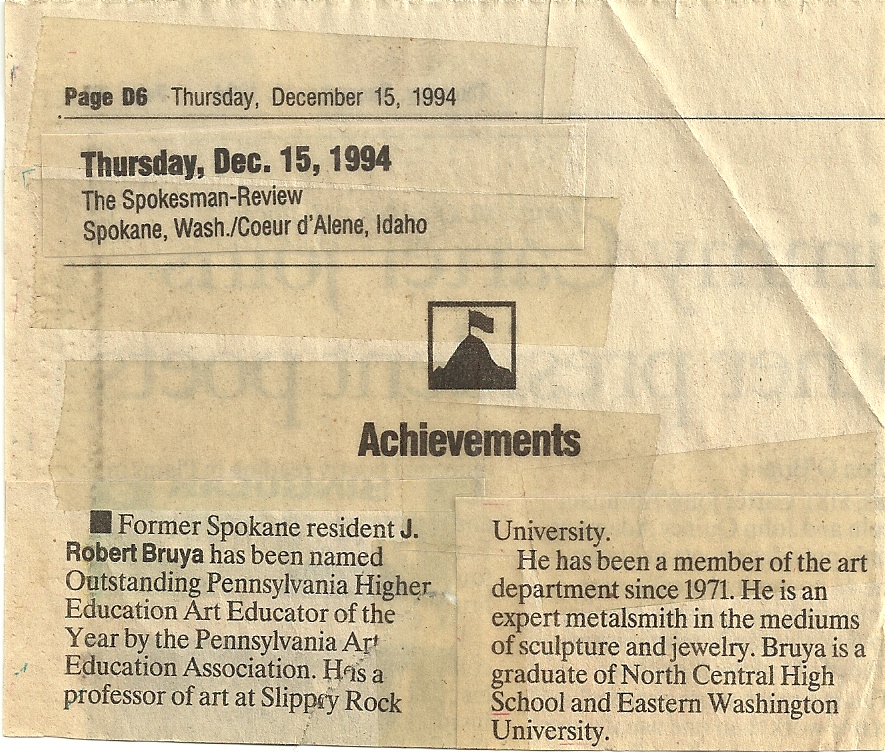 Page D6 Thursday, December 15, 1994
Thursday, Dec. 15, 1994
The Spokesman-Review
Spokane, Wash./Coeur d'Alene, Idaho
Achievements
■ Former Spokane resident J.
Robert Bruya has been named
Outstanding Pennsylvania Higher
Education Art Educator of the
Year by the Pennsylvania Art
Education Association. He is a
professor of art at Slippry Rock
University.
He has been a member of the art
department since 1971. He is an
expert metalsmith in the mediums
of sculpture and jewelry. Bruya is a
graduate of North Central High
School and Eastern Washington
University.